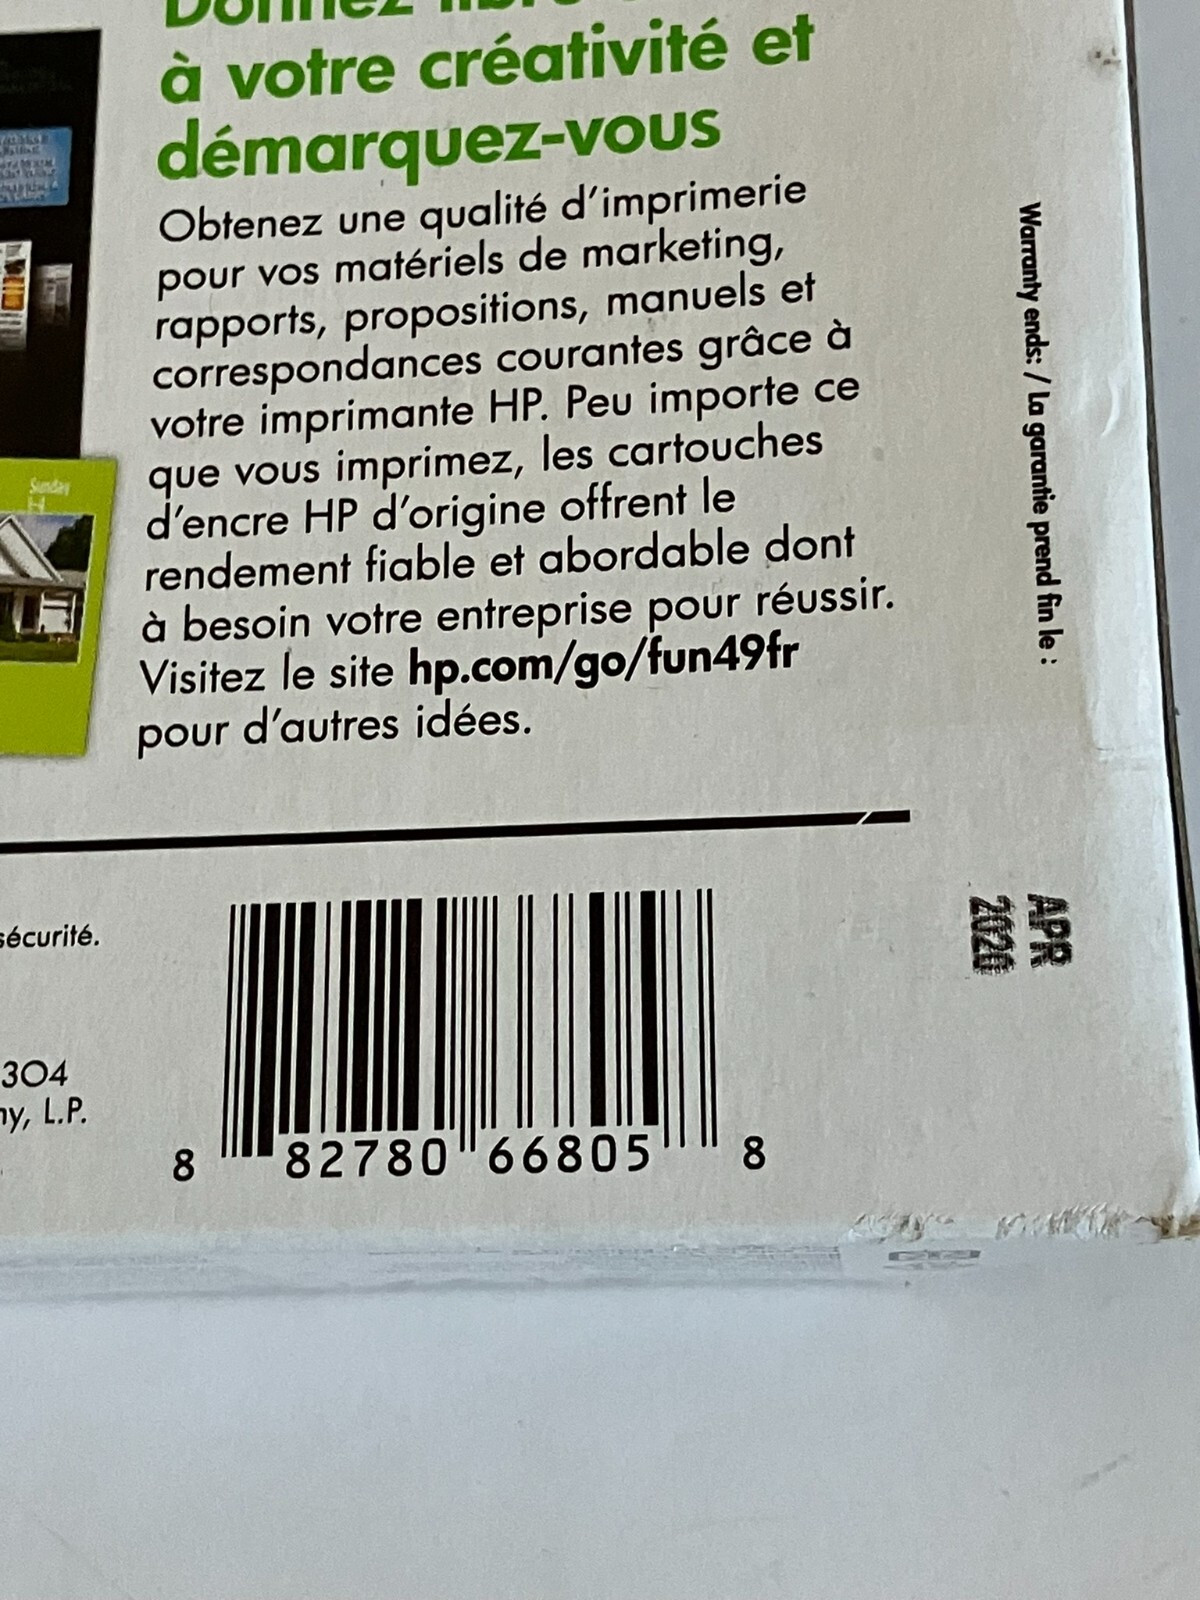 à votre créativité et
démarquez-vous
Obtenez une qualité d'imprimerie
pour vos matériels de marketing,
rapports, propositions, manuels et
correspondances courantes grâce à
votre imprimante HP. Peu importe ce
que vous imprimez, les cartouches
d'encre HP d'origine offrent le
rendement fiable et abordable dont
à besoin votre entreprise pour réussir.
Visitez le site hp.com/go/fun49fr
pour d'autres idées.
Warranty ends: / La garantie prend fin le :
APR
Sunday
sécurité.
304
L.P.
8 82780 66805 8